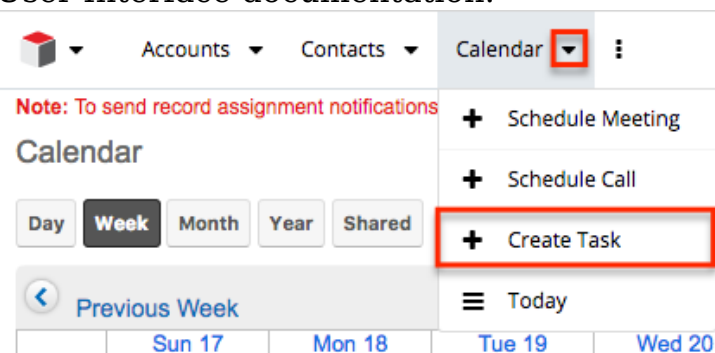 User Interface documentation.
Accounts Contacts Calendar
Note: To send record assignment notifications
Calendar
Day Week Month Year Shared
Previous Week
Sun 17 Mon 18 Tue 19 Wed 20
Schedule Meeting
Schedule Call
Create Task
Today